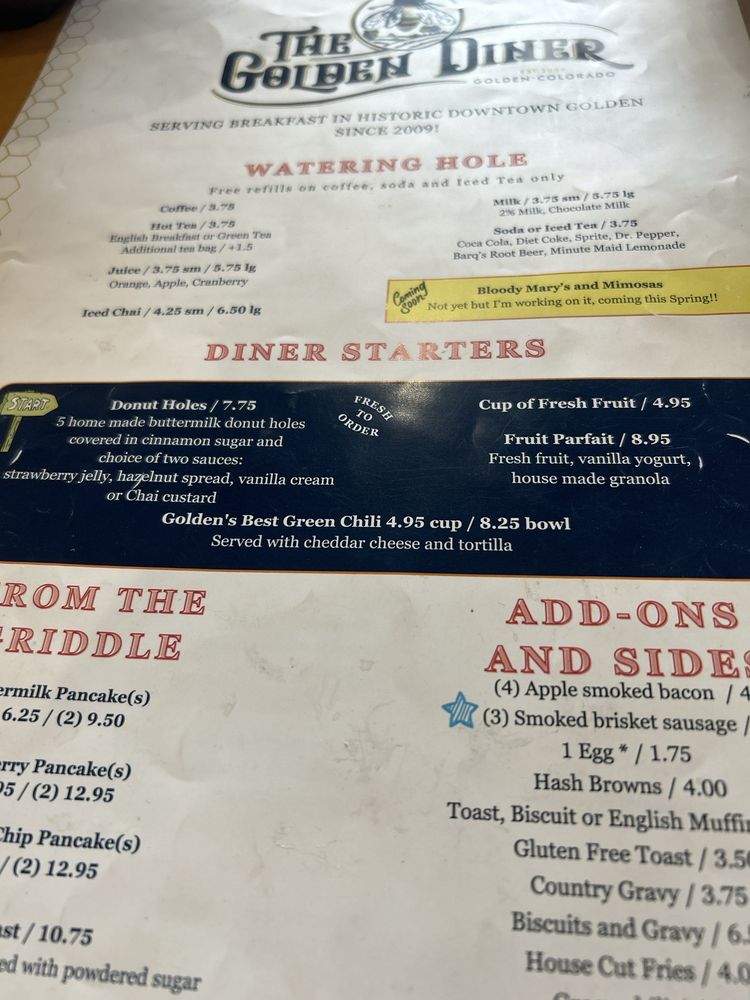 THE
GOLDEN DINER
GOLDEN·COLORADO
SERVING BREAKFAST IN HISTORIC DOWNTOWN GOLDEN
SINCE 2009!
WATERING HOLE
Free refills on coffee, soda and Iced Tea only
Coffee / 3.75
Hot Tea / 3.75
English Breakfast or Green Tea
Additional tea bag / +1.5
Juice / 3.75 sm / 5.75 lg
Orange, Apple, Cranberry
Iced Chai / 4.25 sm / 6.50 lg
Milk / 3.75 sm / 5.75 lg
2% Milk, Chocolate Milk
Soda or Iced Tea / 3.75
Coca Cola, Diet Coke, Sprite, Dr. Pepper,
Barq's Root Beer, Minute Maid Lemonade
Coming
Soon
Bloody Mary's and Mimosas
Not yet but I'm working on it, coming this Spring!!
DINER STARTERS
START
Donut Holes / 7.75
5 home made buttermilk donut holes
covered in cinnamon sugar and
choice of two sauces:
strawberry jelly, hazelnut spread, vanilla cream
or Chai custard
FRESH
TO
ORDER
Cup of Fresh Fruit / 4.95
Fruit Parfait / 8.95
Fresh fruit, vanilla yogurt,
house made granola
Golden's Best Green Chili 4.95 cup / 8.25 bowl
Served with cheddar cheese and tortilla
ROM THE
RIDDLE
ermilk Pancake(s)
6.25 / (2) 9.50
rry Pancake(s)
95 / (2) 12.95
Chip Pancake(s)
/ (2) 12.95
ast / 10.75
ed with powdered sugar
ADD-ONS
AND SIDES
(4) Apple smoked bacon / 4
(3) Smoked brisket sausage /
1 Egg * / 1.75
Hash Browns / 4.00
Toast, Biscuit or English Muffin
Gluten Free Toast / 3.50
Country Gravy / 3.75
Biscuits and Gravy / 6.
House Cut Fries / 4.0